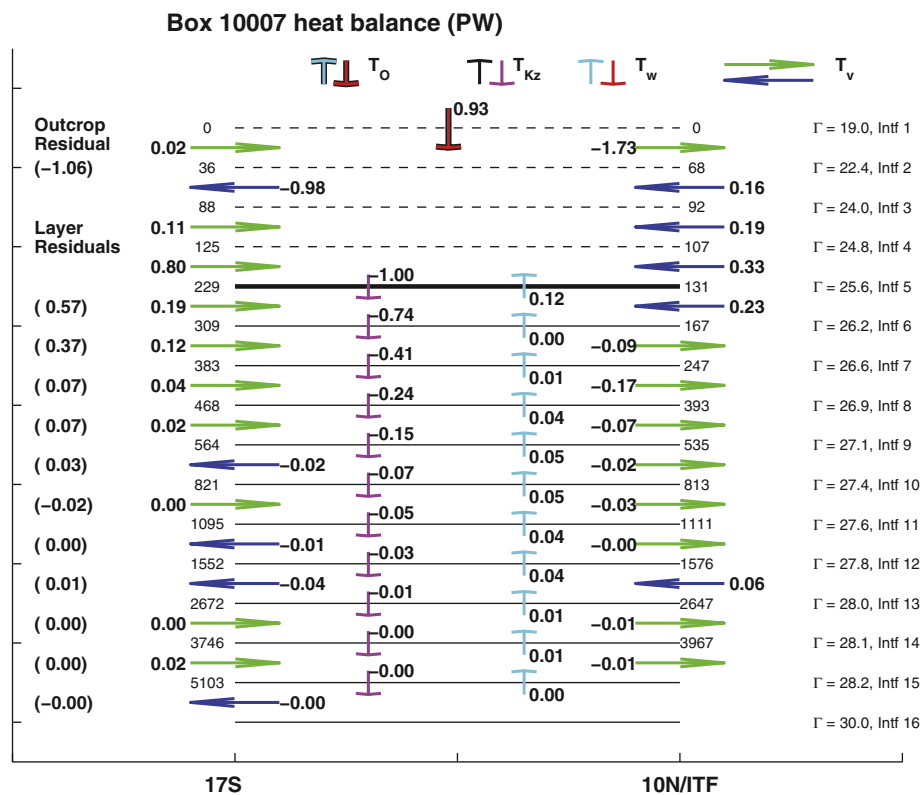 Box 10007 heat balance (PW)
T_O T_Kz T_w T_v
0.93
Outcrop 0 0 Γ = 19.0, Intf 1
Residual 0.02 −1.73
(−1.06) 36 68 Γ = 22.4, Intf 2
−0.98 0.16
88 92 Γ = 24.0, Intf 3
Layer 0.11 0.19
Residuals 125 107 Γ = 24.8, Intf 4
0.80 0.33
−1.00
229 131 Γ = 25.6, Intf 5
0.12
( 0.57) 0.19 0.23
−0.74
309 167 Γ = 26.2, Intf 6
0.00
( 0.37) 0.12 −0.09
−0.41
383 247 Γ = 26.6, Intf 7
0.01
( 0.07) 0.04 −0.17
−0.24
468 393 Γ = 26.9, Intf 8
0.04
( 0.07) 0.02 −0.07
−0.15
564 535 Γ = 27.1, Intf 9
0.05
( 0.03) −0.02 −0.02
−0.07
821 813 Γ = 27.4, Intf 10
0.05
(−0.02) 0.00 −0.03
−0.05
1095 1111 Γ = 27.6, Intf 11
0.04
( 0.00) −0.01 −0.00
−0.03
1552 1576 Γ = 27.8, Intf 12
0.04
( 0.01) −0.04 0.06
−0.01
2672 2647 Γ = 28.0, Intf 13
0.01
( 0.00) 0.00 −0.01
−0.00
3746 3967 Γ = 28.1, Intf 14
0.01
( 0.00) 0.02 −0.01
−0.00
5103 Γ = 28.2, Intf 15
0.00
(−0.00) −0.00
Γ = 30.0, Intf 16
17S 10N/ITF